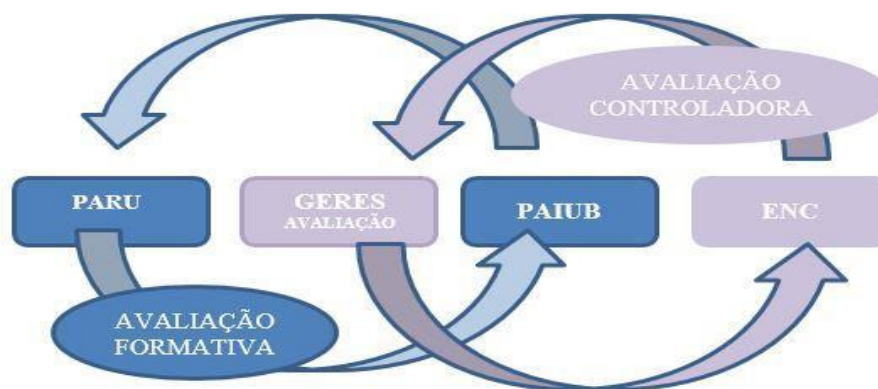 AVALIAÇÃO
CONTROLADORA
PARU
GERES
AVALIAÇÃO
PAIUB
ENC
AVALIAÇÃO
FORMATIVA